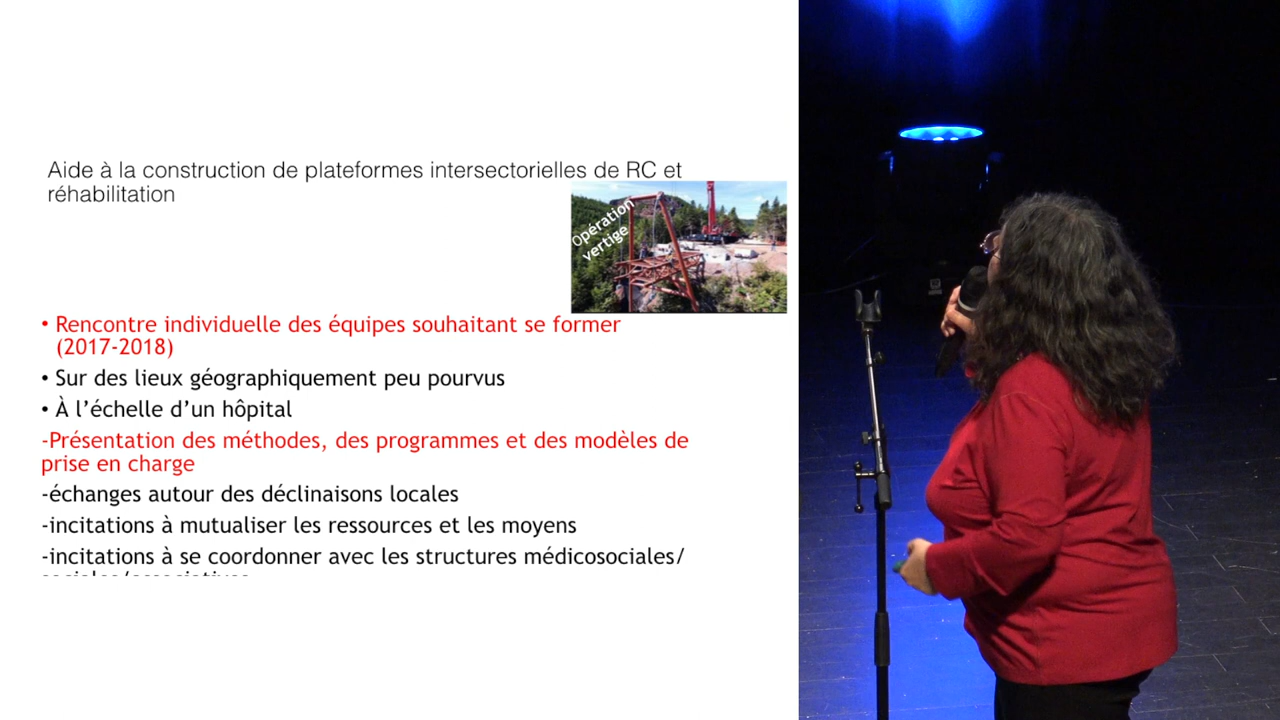 Aide à la construction de plateformes intersectorielles de RC et
réhabilitation
Opération
vertige
• Rencontre individuelle des équipes souhaitant se former
(2017-2018)
• Sur des lieux géographiquement peu pourvus
• À l’échelle d’un hôpital
-Présentation des méthodes, des programmes et des modèles de
prise en charge
-échanges autour des déclinaisons locales
-incitations à mutualiser les ressources et les moyens
-incitations à se coordonner avec les structures médicosociales/